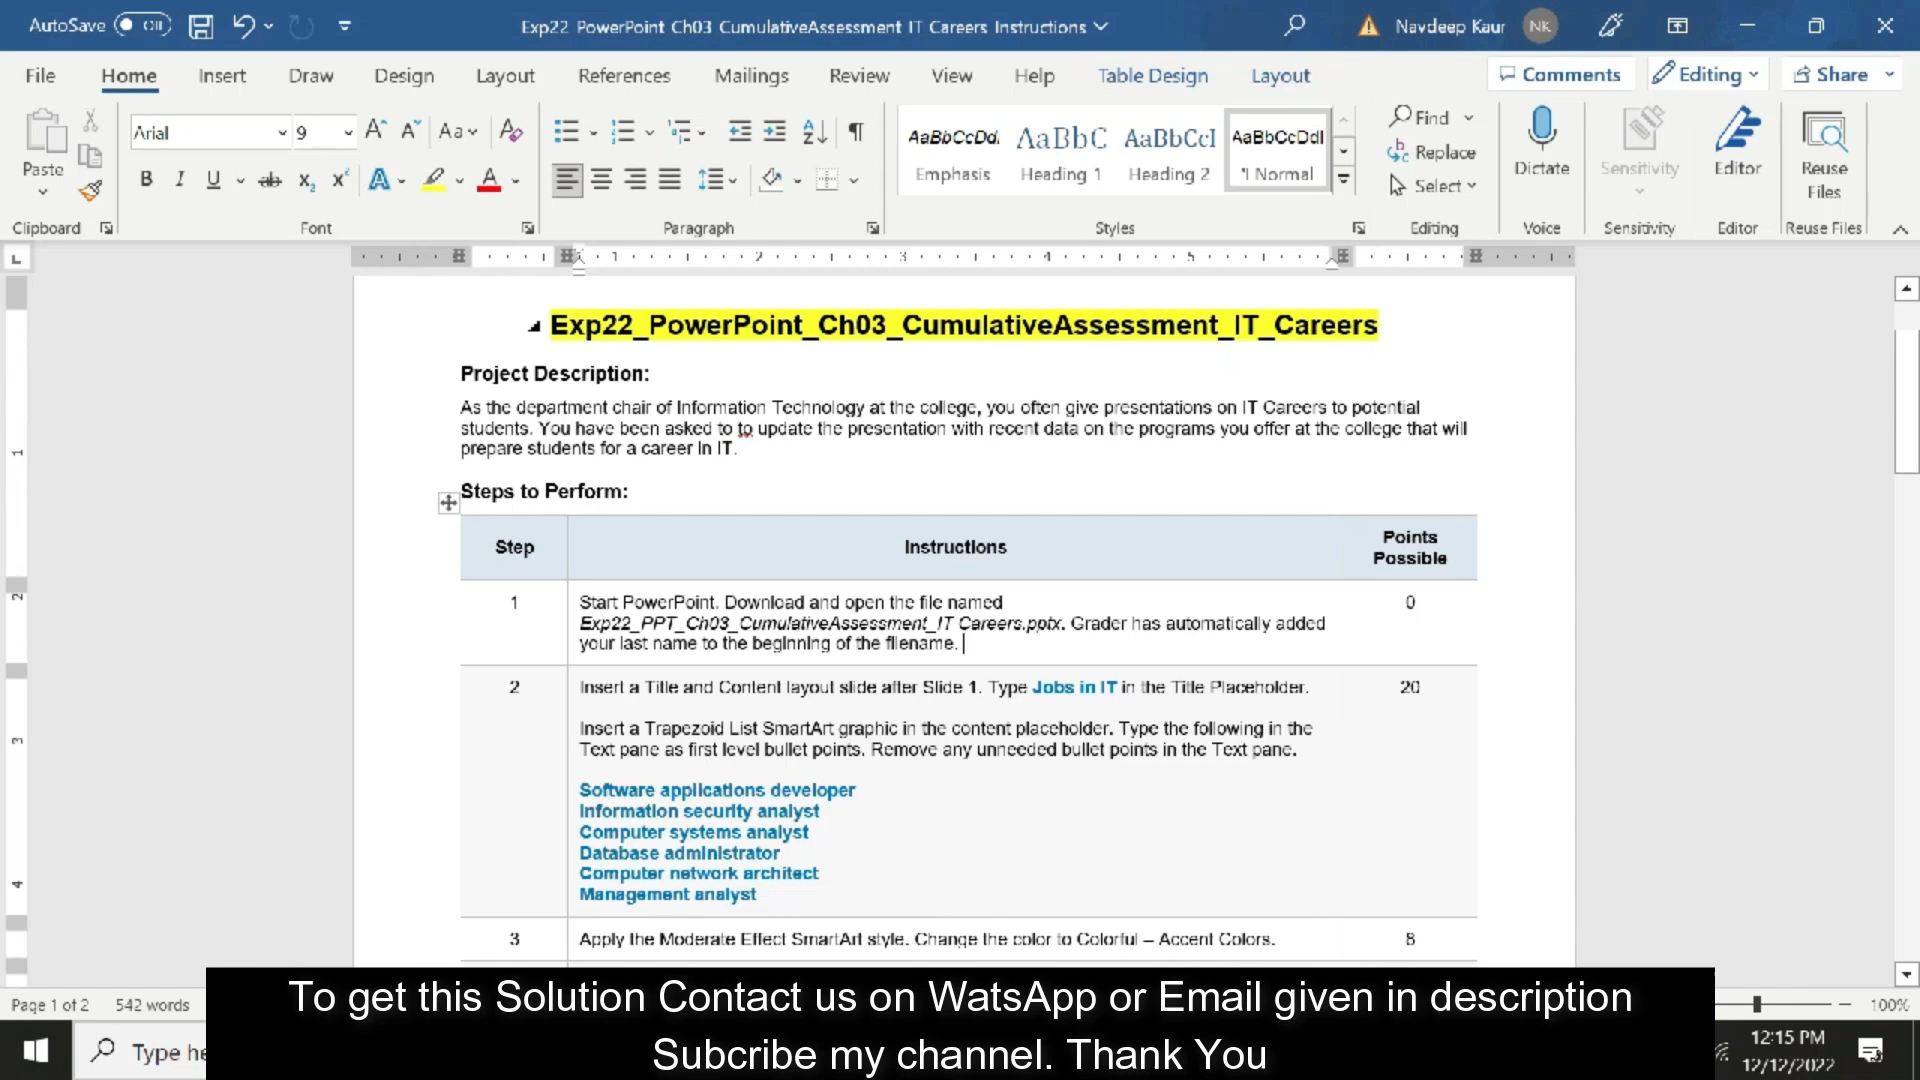 AutoSave Off Exp22 PowerPoint Ch03 CumulativeAssessment IT Careers Instructions Navdeep Kaur NK
File Home Insert Draw Design Layout References Mailings Review View Help Table Design Layout Comments Editing Share
Paste Arial 9 Aa
AaBbCcDd. AaBbC AaBbCcI AaBbCcDdI
Emphasis Heading 1 Heading 2 ¶ Normal
Find
Replace
Select
Dictate Sensitivity Editor Reuse Files
Clipboard Font Paragraph Styles Editing Voice Sensitivity Editor Reuse Files
1 2 3 4 5
Exp22_PowerPoint_Ch03_CumulativeAssessment_IT_Careers
Project Description:
As the department chair of Information Technology at the college, you often give presentations on IT Careers to potential
students. You have been asked to to update the presentation with recent data on the programs you offer at the college that will
prepare students for a career in IT.
Steps to Perform:
Step Instructions Points Possible
1 Start PowerPoint. Download and open the file named 0
Exp22_PPT_Ch03_CumulativeAssessment_IT Careers.pptx. Grader has automatically added
your last name to the beginning of the filename.
2 Insert a Title and Content layout slide after Slide 1. Type Jobs in IT in the Title Placeholder. 20
Insert a Trapezoid List SmartArt graphic in the content placeholder. Type the following in the
Text pane as first level bullet points. Remove any unneeded bullet points in the Text pane.
Software applications developer
Information security analyst
Computer systems analyst
Database administrator
Computer network architect
Management analyst
3 Apply the Moderate Effect SmartArt style. Change the color to Colorful – Accent Colors. 8
Page 1 of 2 542 words 100%
To get this Solution Contact us on WatsApp or Email given in description
Subcribe my channel. Thank You
Type he
12:15 PM
12/12/2022